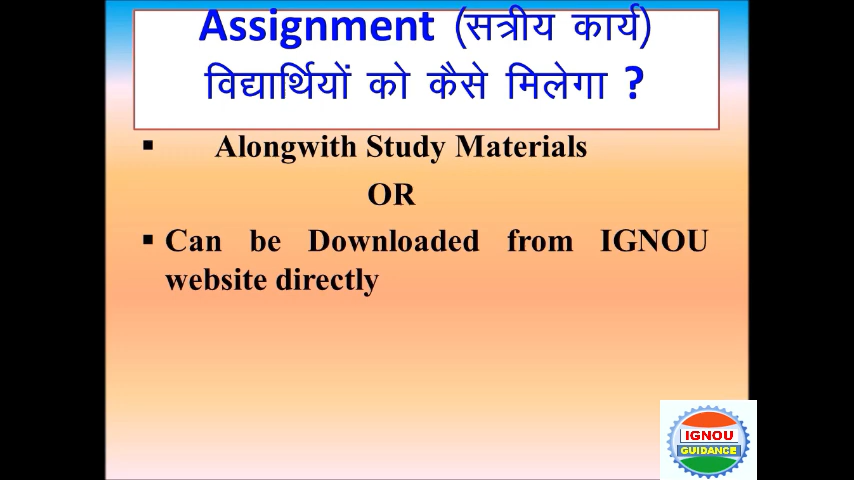 Assignment (सत्रीय कार्य)
विद्यार्थियों को कैसे मिलेगा ?
▪ Alongwith Study Materials
OR
▪ Can be Downloaded from IGNOU
website directly
IGNOU
GUIDANCE